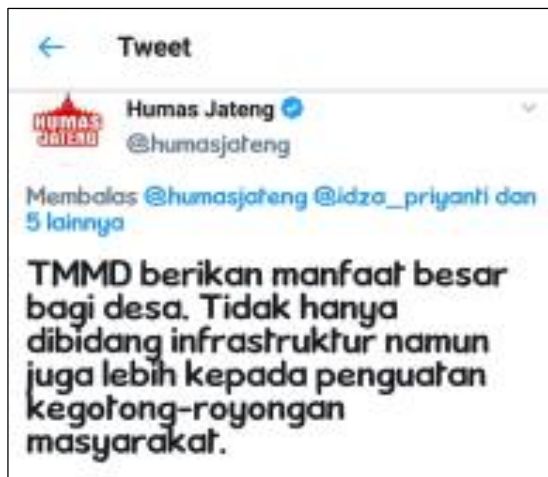 Tweet
HUMAS
JATENG
Humas Jateng
@humasjateng
Membalas @humasjateng @idza_priyanti dan
5 lainnya
TMMD berikan manfaat besar
bagi desa. Tidak hanya
dibidang infrastruktur namun
juga lebih kepada penguatan
kegotong-royongan
masyarakat.